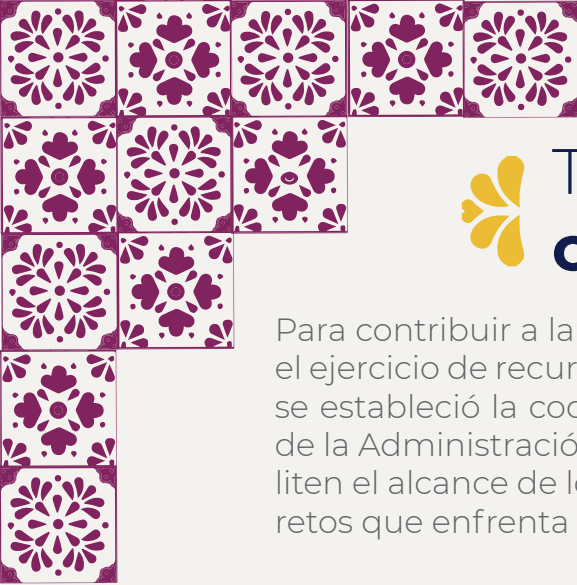 T
Para contribuir a la
el ejercicio de recur
se estableció la coo
de la Administració
liten el alcance de l
retos que enfrenta